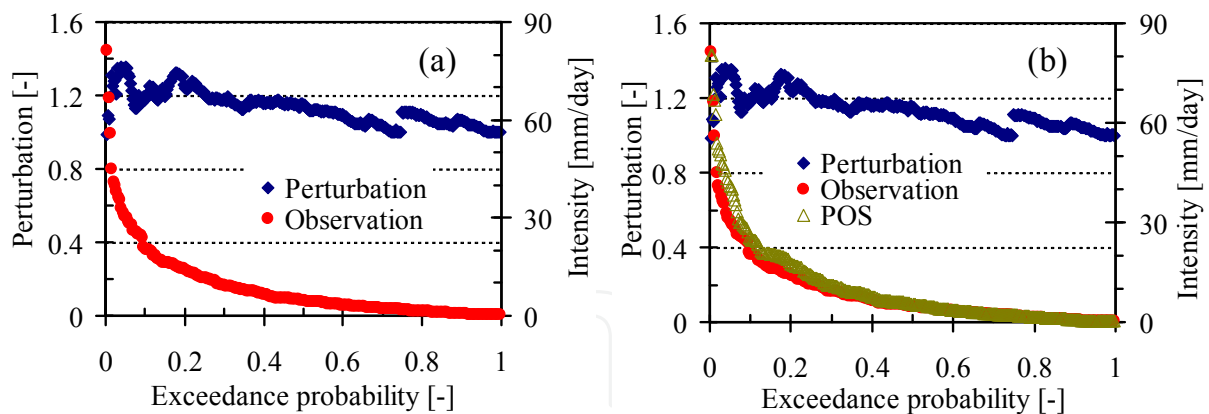 (a)
Perturbation [-]
1.6
1.2
0.8
0.4
0
Perturbation
Observation
90
60
30
0
Intensity [mm/day]
0 0.2 0.4 0.6 0.8 1
Exceedance probability [-]
(b)
Perturbation [-]
1.6
1.2
0.8
0.4
0
Perturbation
Observation
POS
90
60
30
0
Intensity [mm/day]
0 0.2 0.4 0.6 0.8 1
Exceedance probability [-]